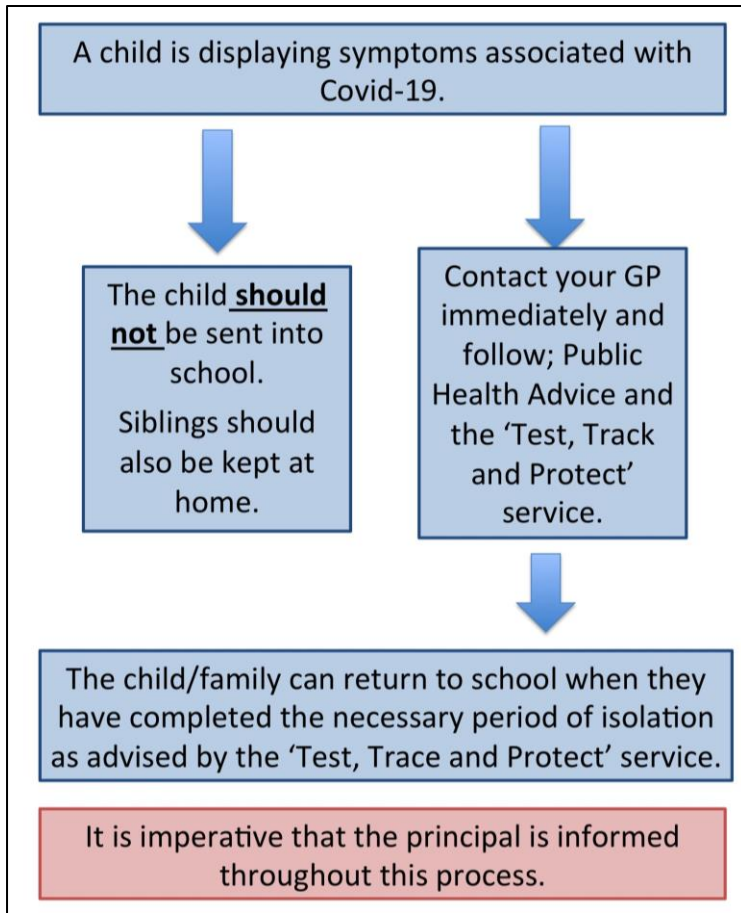 A child is displaying symptoms associated with
Covid-19.
The child should
not be sent into
school.
Siblings should
also be kept at
home.
Contact your GP
immediately and
follow; Public
Health Advice and
the ‘Test, Track
and Protect’
service.
The child/family can return to school when they
have completed the necessary period of isolation
as advised by the ‘Test, Trace and Protect’ service.
It is imperative that the principal is informed
throughout this process.